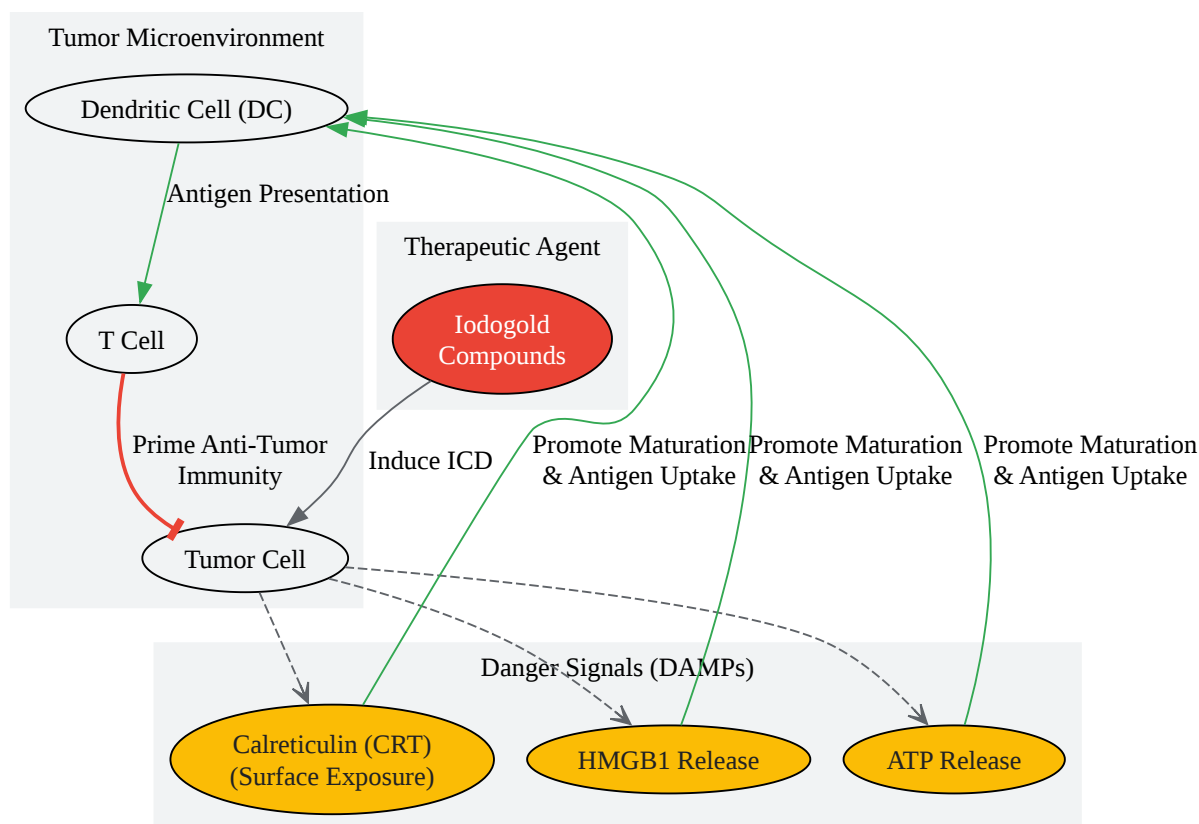 Tumor Microenvironment
Dendritic Cell (DC)
Antigen Presentation
Therapeutic Agent
Iodogold
Compounds
T Cell
Prime Anti-Tumor
Immunity
Induce ICD
Promote Maturation
& Antigen Uptake
Promote Maturation
& Antigen Uptake
Promote Maturation
& Antigen Uptake
Tumor Cell
Danger Signals (DAMPs)
Calreticulin (CRT)
(Surface Exposure)
HMGB1 Release
ATP Release